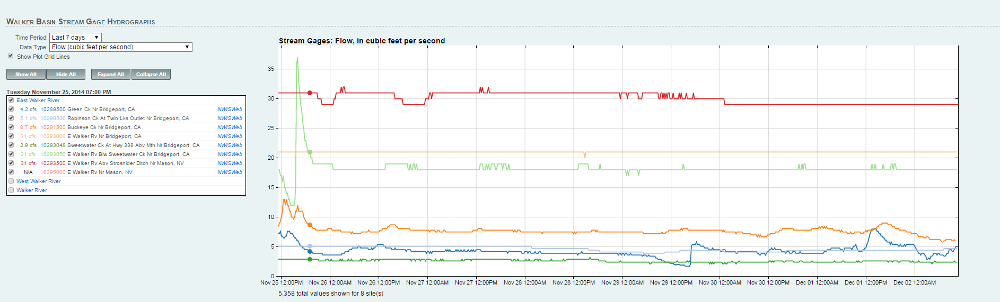 Walker Basin Stream Gage Hydrographs
Time Period: Last 7 days
Data Type: Flow (cubic feet per second)
Show Plot Grid Lines
Show All Hide All Expand All Collapse All
Tuesday November 25, 2014 07:00 PM
East Walker River
4.2 cfs 10289500 Green Ck Nr Bridgeport, CA NWISWeb
5.1 cfs 10290500 Robinson Ck At Twin Lks Outlet Nr Bridgeport, CA NWISWeb
8.7 cfs 10291500 Buckeye Ck Nr Bridgeport, CA NWISWeb
21 cfs 10293000 E Walker Rv Nr Bridgeport, CA NWISWeb
2.9 cfs 10293048 Sweetwater Ck At Hwy 338 Abv Mth Nr Bridgeport, CA NWISWeb
21 cfs 10293050 E Walker Rv Blw Sweetwater Ck Nr Bridgeport, CA NWISWeb
31 cfs 10293500 E Walker Rv Abv Strosnider Ditch Nr Mason, NV NWISWeb
N/A 10295000 E Walker Rv Nr Mason, NV NWISWeb
West Walker River
Walker River
Stream Gages: Flow, in cubic feet per second
35
30
25
20
15
10
5
0
Nov 25 12:00PM Nov 26 12:00AM Nov 26 12:00PM Nov 27 12:00AM Nov 27 12:00PM Nov 28 12:00AM Nov 28 12:00PM Nov 29 12:00AM Nov 29 12:00PM Nov 30 12:00AM Nov 30 12:00PM Dec 01 12:00AM Dec 01 12:00PM Dec 02 12:00AM
5,358 total values shown for 8 site(s)